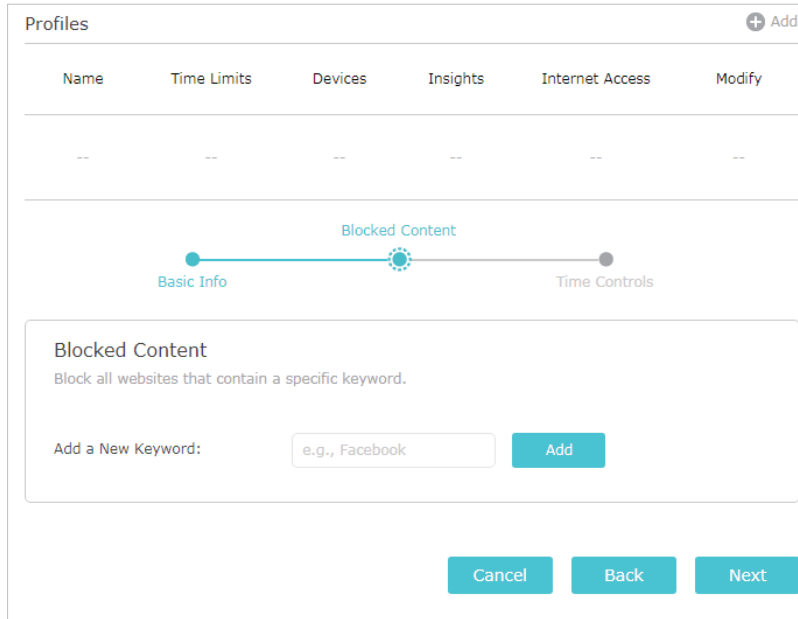 Profiles
Add
Name Time Limits Devices Insights Internet Access Modify
-- -- -- -- -- --
Blocked Content
Basic Info Time Controls
Blocked Content
Block all websites that contain a specific keyword.
Add a New Keyword: e.g., Facebook Add
Cancel Back Next